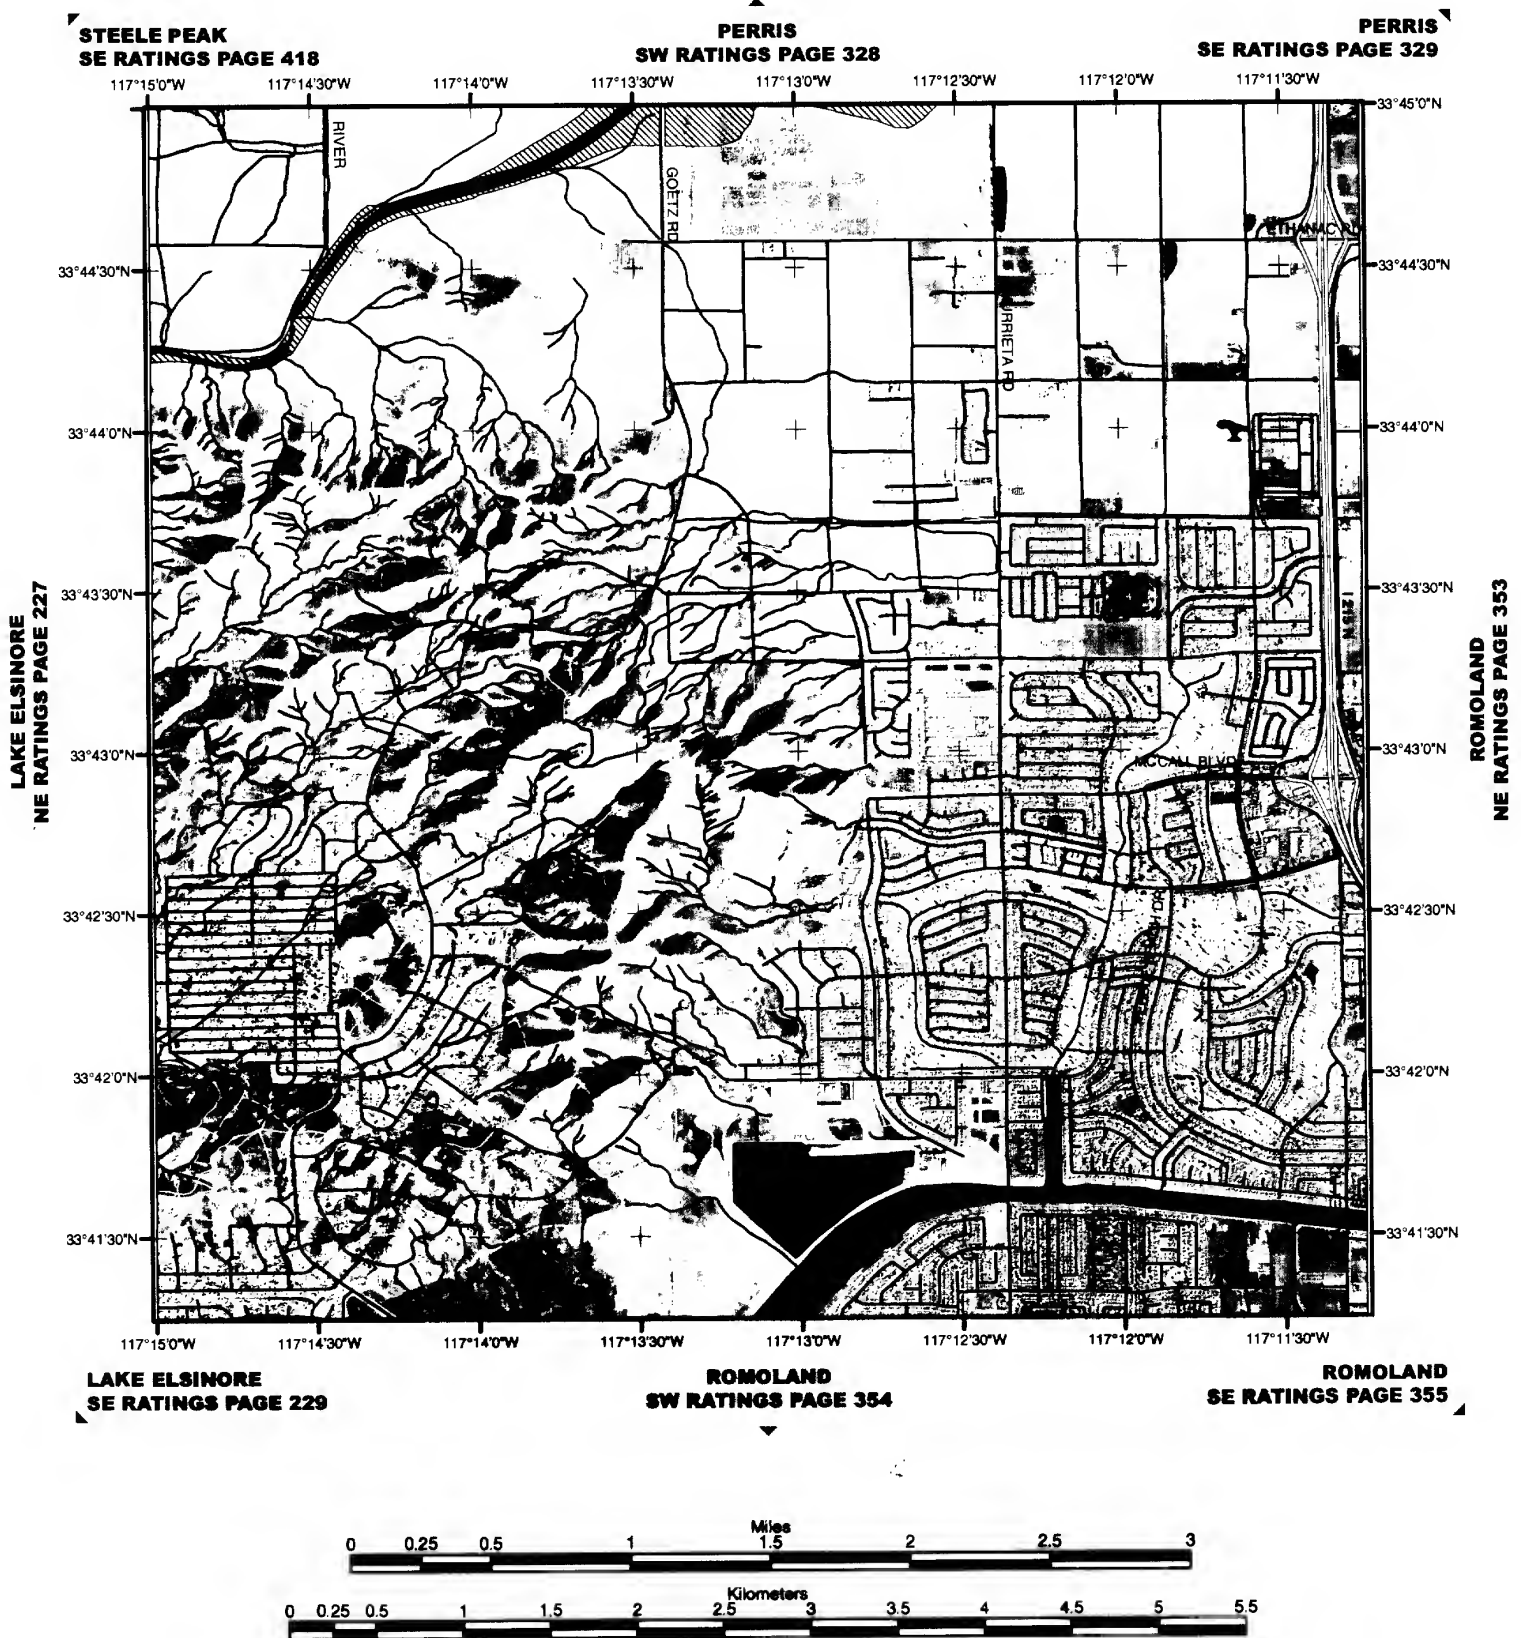 STEELE PEAK
SE RATINGS PAGE 418
PERRIS
SW RATINGS PAGE 328
PERRIS
SE RATINGS PAGE 329
117°15'0"W 117°14'30"W 117°14'0"W 117°13'30"W 117°13'0"W 117°12'30"W 117°12'0"W 117°11'30"W
33°45'0"N
RIVER
GOETZ RD
ETHANAC RD
33°44'30"N
33°44'30"N
URRIETA RD
33°44'0"N
33°44'0"N
LAKE ELSINORE
NE RATINGS PAGE 227
33°43'30"N
33°43'30"N
I 215 N
ROMOLAND
NE RATINGS PAGE 353
33°43'0"N
33°43'0"N
MCCALL BLVD
33°42'30"N
33°42'30"N
33°42'0"N
33°42'0"N
33°41'30"N
33°41'30"N
117°15'0"W 117°14'30"W 117°14'0"W 117°13'30"W 117°13'0"W 117°12'30"W 117°12'0"W 117°11'30"W
LAKE ELSINORE
SE RATINGS PAGE 229
ROMOLAND
SW RATINGS PAGE 354
ROMOLAND
SE RATINGS PAGE 355
Miles
0 0.25 0.5 1 1.5 2 2.5 3
Kilometers
0 0.25 0.5 1 1.5 2 2.5 3 3.5 4 4.5 5 5.5